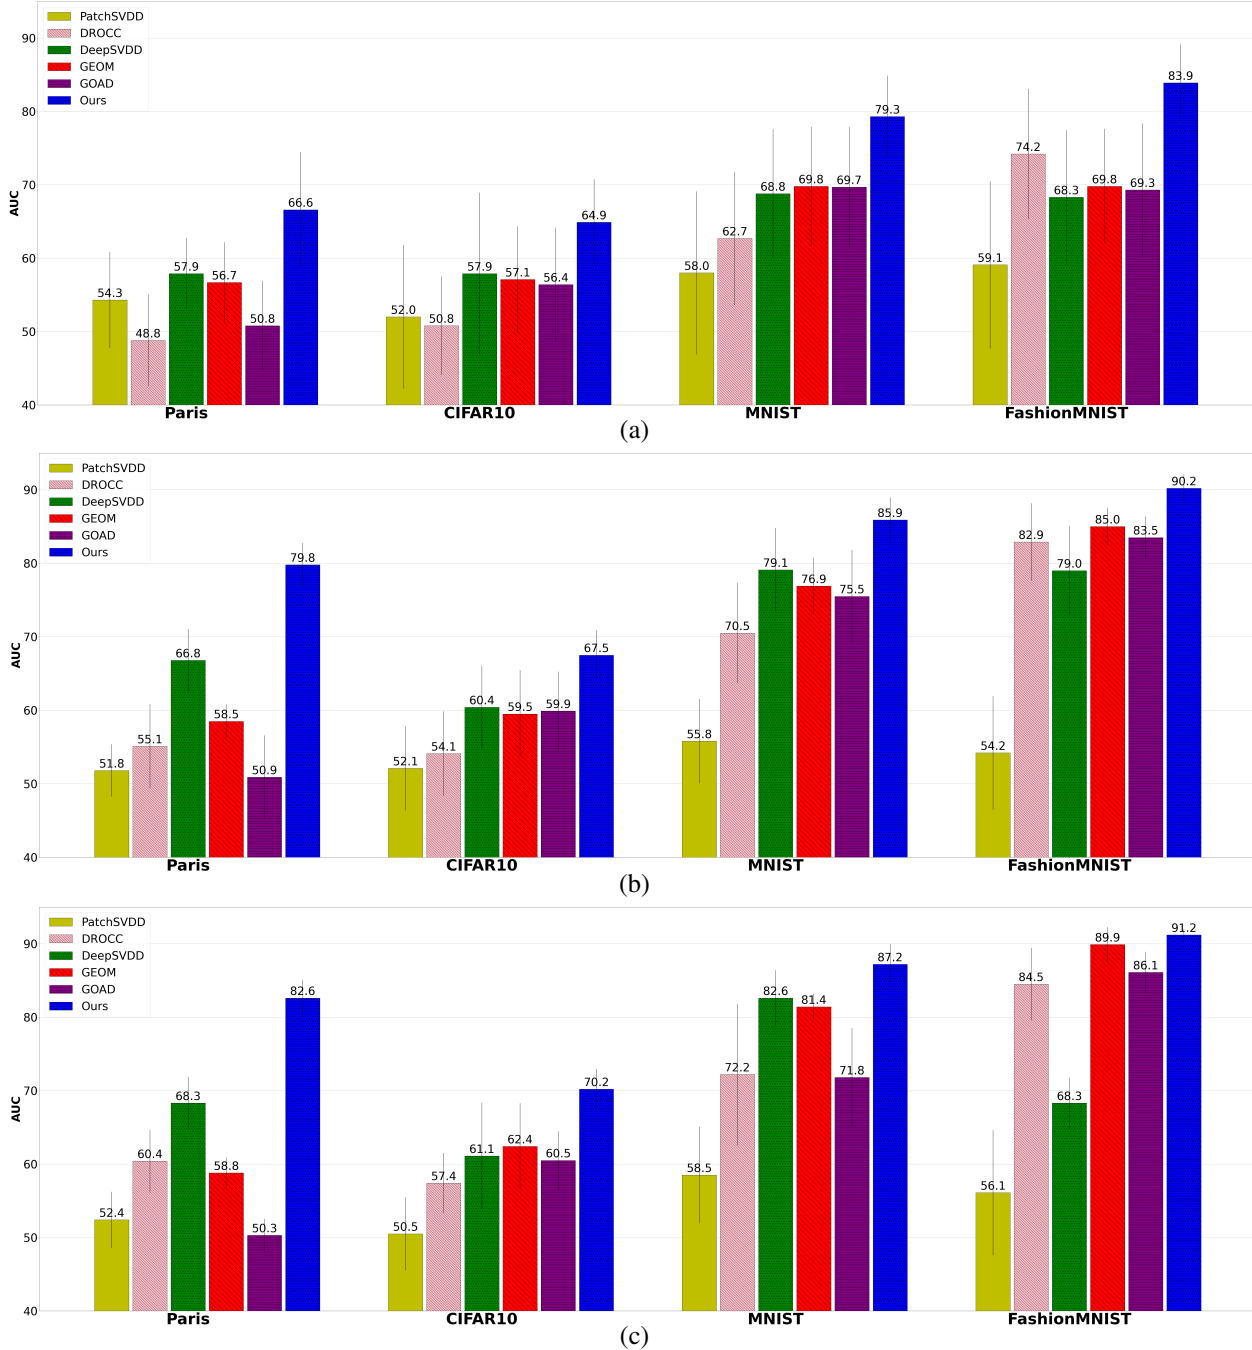 PatchSVDD
DROCC
DeepSVDD
GEOM
GOAD
Ours
AUC
90
80
70
60
50
40
54.3 48.8 57.9 56.7 50.8 66.6
52.0 50.8 57.9 57.1 56.4 64.9
58.0 62.7 68.8 69.8 69.7 79.3
59.1 74.2 68.3 69.8 69.3 83.9
Paris CIFAR10 MNIST FashionMNIST
(a)
PatchSVDD
DROCC
DeepSVDD
GEOM
GOAD
Ours
AUC
90
80
70
60
50
40
51.8 55.1 66.8 58.5 50.9 79.8
52.1 54.1 60.4 59.5 59.9 67.5
55.8 70.5 79.1 76.9 75.5 85.9
54.2 82.9 79.0 85.0 83.5 90.2
Paris CIFAR10 MNIST FashionMNIST
(b)
PatchSVDD
DROCC
DeepSVDD
GEOM
GOAD
Ours
AUC
90
80
70
60
50
40
52.4 60.4 68.3 58.8 50.3 82.6
50.5 57.4 61.1 62.4 60.5 70.2
58.5 72.2 82.6 81.4 71.8 87.2
56.1 84.5 68.3 89.9 86.1 91.2
Paris CIFAR10 MNIST FashionMNIST
(c)